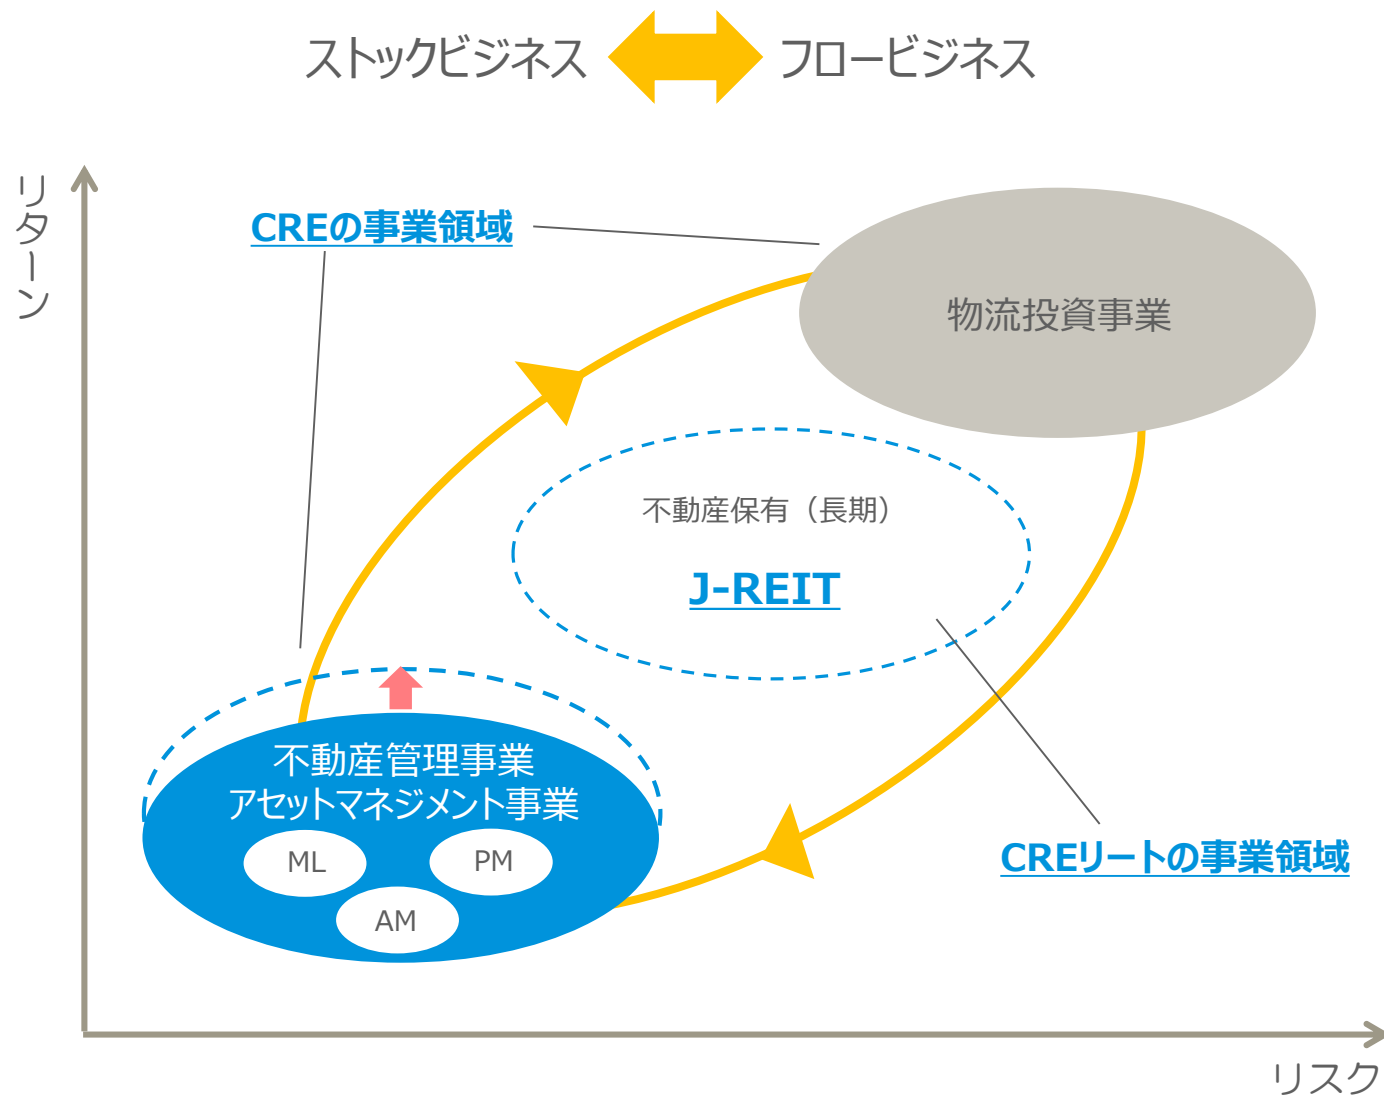 ストックビジネス
フロービジネス
リターン
CREの事業領域
物流投資事業
不動産保有（長期）
J-REIT
不動産管理事業
アセットマネジメント事業
ML
PM
AM
CREリートの事業領域
リスク